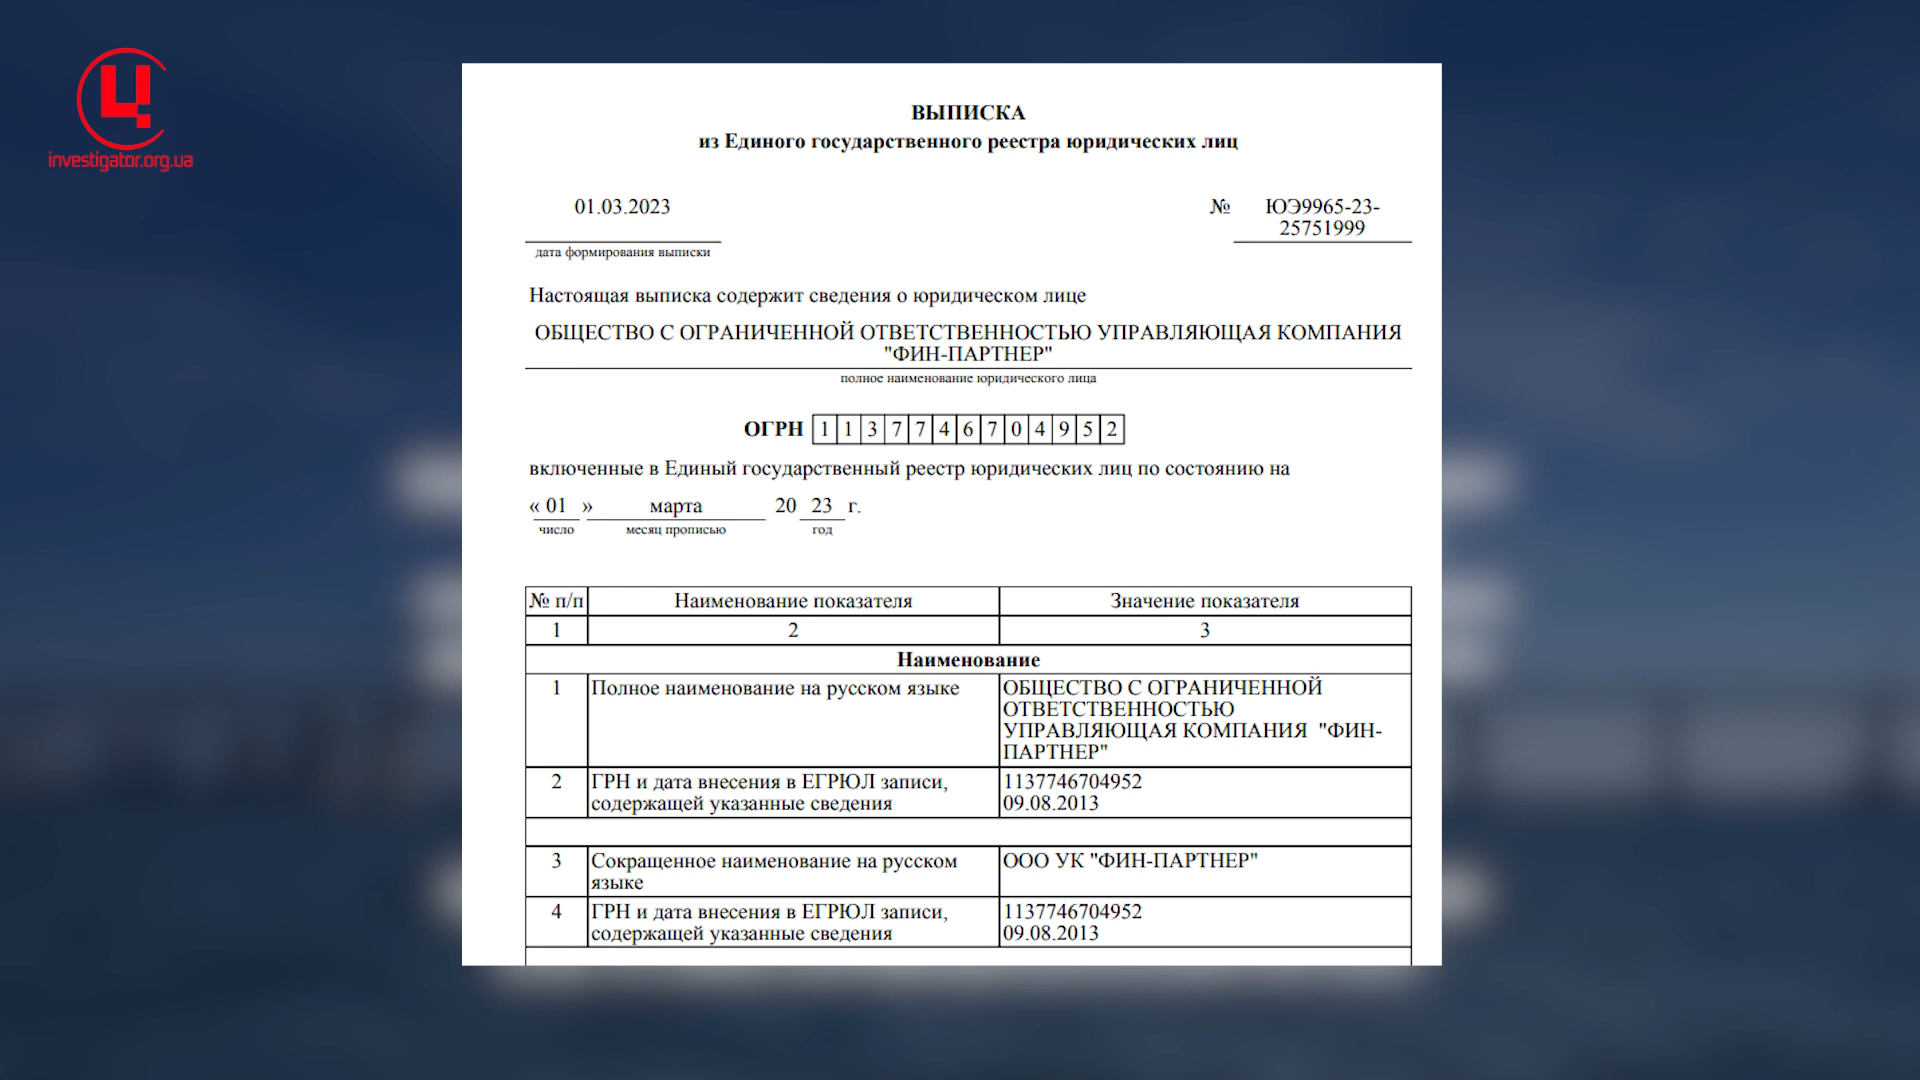 Ц
investigator.org.ua
ВЫПИСКА
из Единого государственного реестра юридических лиц
01.03.2023
№ ЮЭ9965-23-
25751999
дата формирования выписки
Настоящая выписка содержит сведения о юридическом лице
ОБЩЕСТВО С ОГРАНИЧЕННОЙ ОТВЕТСТВЕННОСТЬЮ УПРАВЛЯЮЩАЯ КОМПАНИЯ
"ФИН-ПАРТНЕР"
полное наименование юридического лица
ОГРН 1 1 3 7 7 4 6 7 0 4 9 5 2
включенные в Единый государственный реестр юридических лиц по состоянию на
« 01 » марта 20 23 г.
число месяц прописью год
№ п/п Наименование показателя Значение показателя
1 2 3
Наименование
1 Полное наименование на русском языке ОБЩЕСТВО С ОГРАНИЧЕННОЙ
ОТВЕТСТВЕННОСТЬЮ
УПРАВЛЯЮЩАЯ КОМПАНИЯ "ФИН-
ПАРТНЕР"
2 ГРН и дата внесения в ЕГРЮЛ записи, 1137746704952
содержащей указанные сведения 09.08.2013
3 Сокращенное наименование на русском ООО УК "ФИН-ПАРТНЕР"
языке
4 ГРН и дата внесения в ЕГРЮЛ записи, 1137746704952
содержащей указанные сведения 09.08.2013